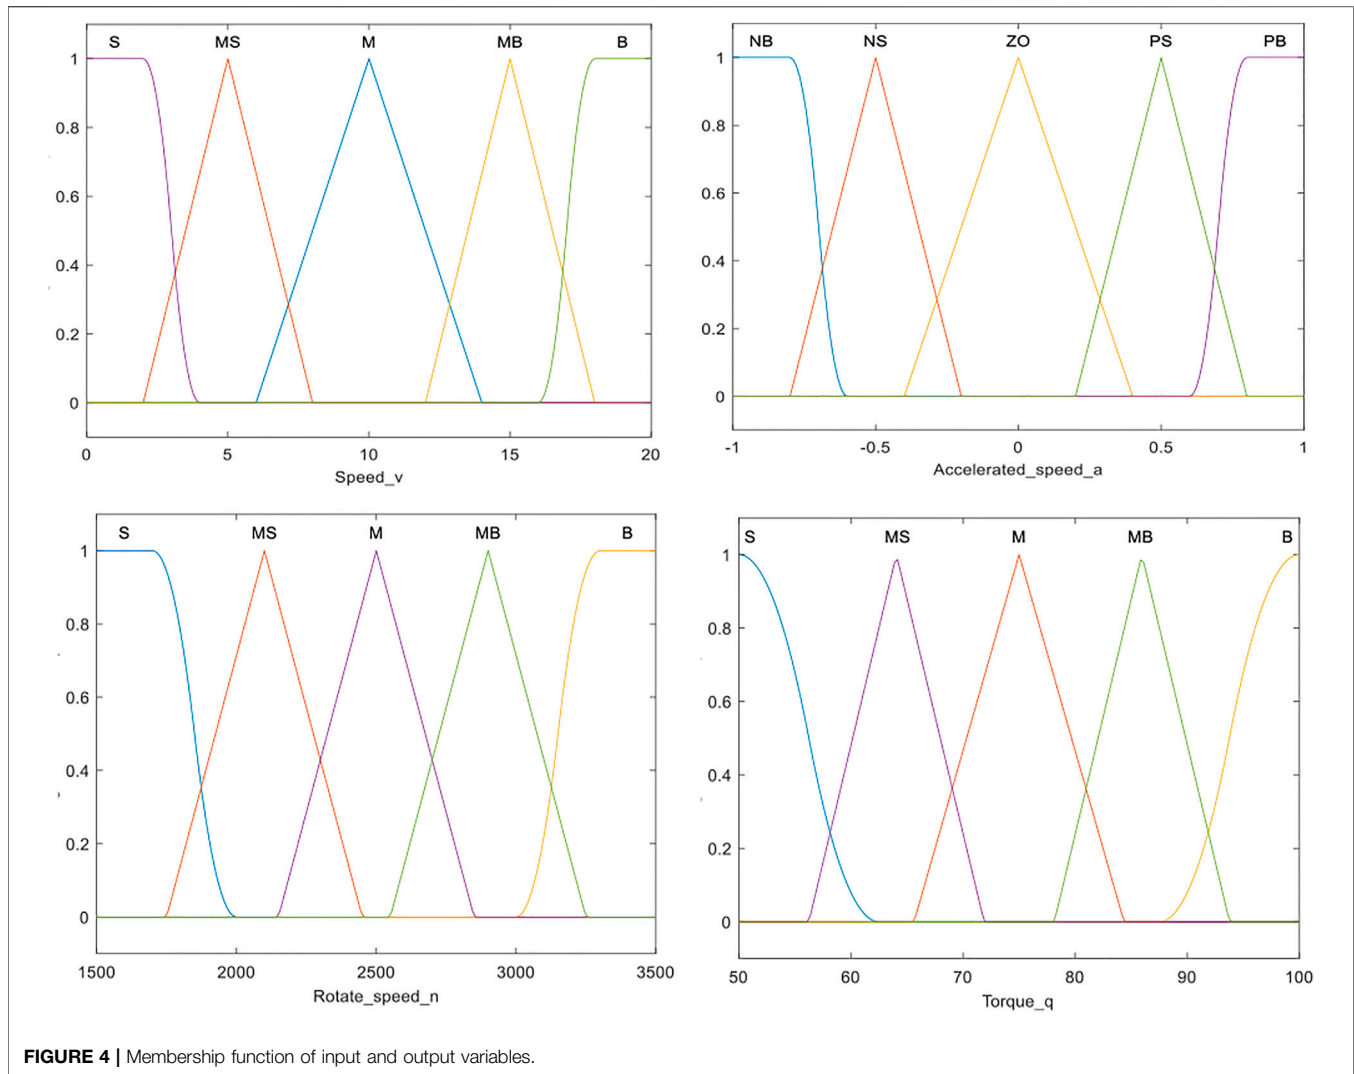 S MS M MB B
1
0.8
0.6
0.4
0.2
0
0 5 10 15 20
Speed_v
NB NS ZO PS PB
1
0.8
0.6
0.4
0.2
0
-1 -0.5 0 0.5 1
Accelerated_speed_a
S MS M MB B
1
0.8
0.6
0.4
0.2
0
1500 2000 2500 3000 3500
Rotate_speed_n
S MS M MB B
1
0.8
0.6
0.4
0.2
0
50 60 70 80 90 100
Torque_q
FIGURE 4 | Membership function of input and output variables.